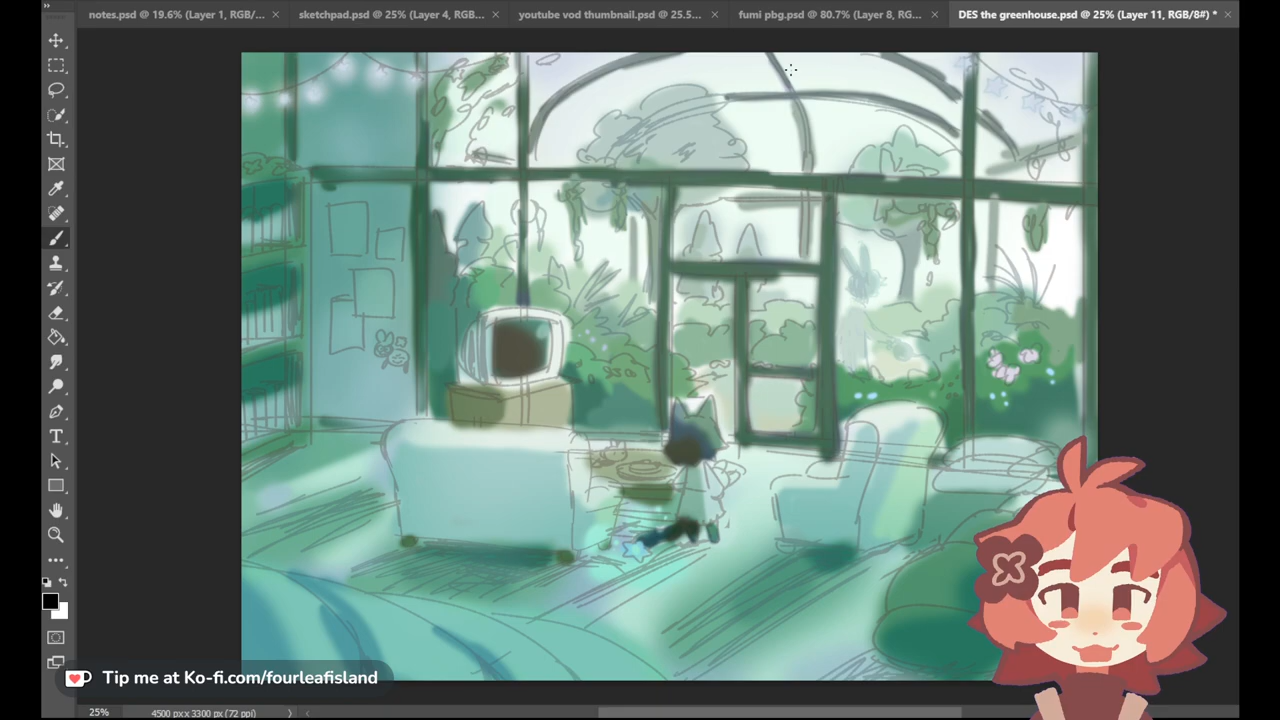 notes.psd @ 19.6% (Layer 1, RGB/... ×
sketchpad.psd @ 25% (Layer 4, RGB... ×
youtube vod thumbnail.psd @ 25.5... ×
fumi pbg.psd @ 80.7% (Layer 8, RG... ×
DES the greenhouse.psd @ 25% (Layer 11, RGB/8#) * ×
Tip me at Ko-fi.com/fourleafisland
25%
4500 px x 3300 px (72 ppi)